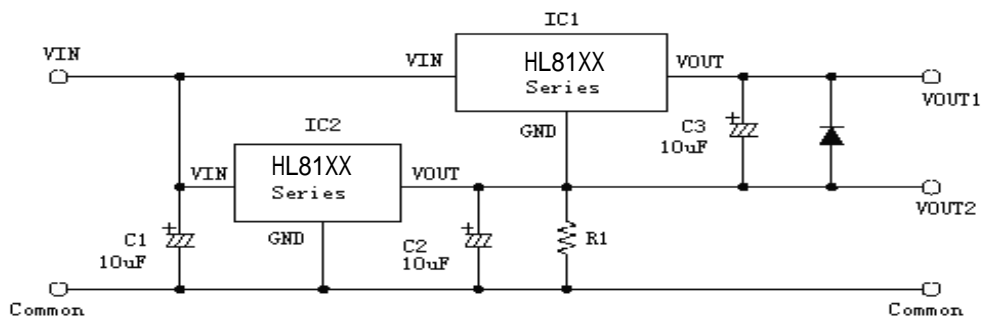 IC1
VIN
VIN
HL81XX
Series
VOUT
VOUT1
GND
C3
10uF
IC2
VIN
HL81XX
Series
VOUT
VOUT2
GND
C1
10uF
C2
10uF
R1
Common
Common